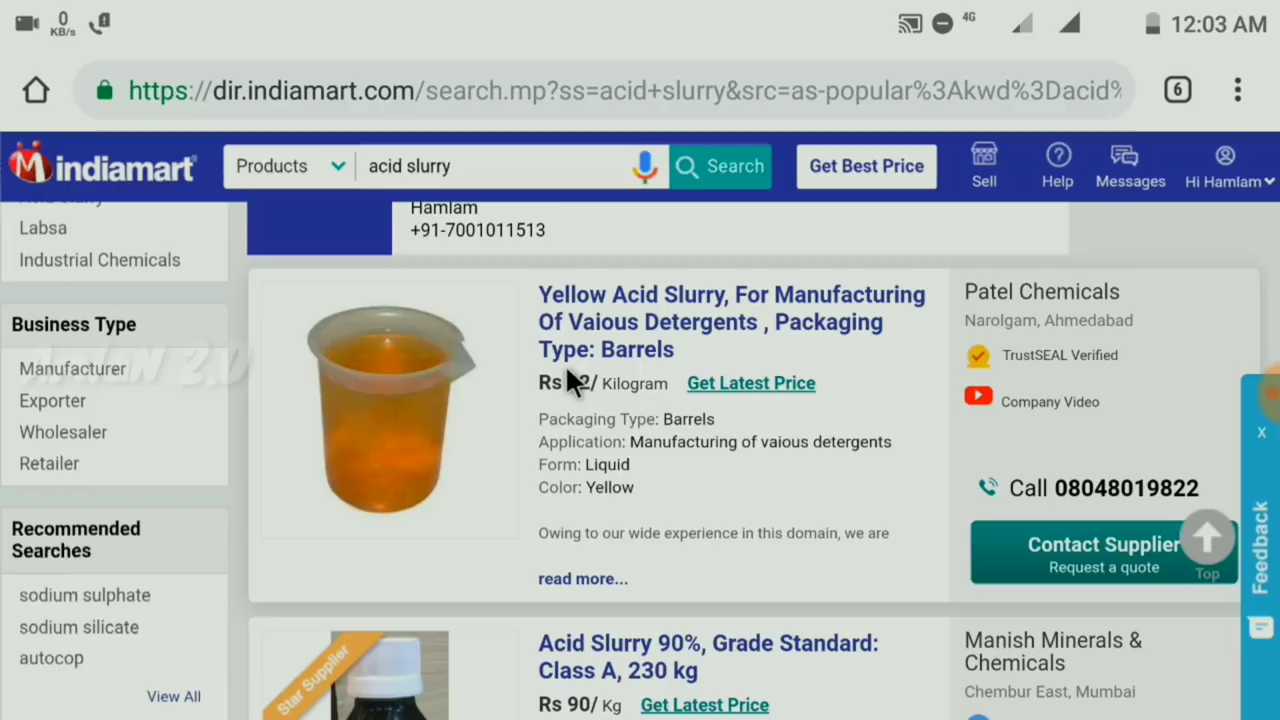 0
KB/s
4G
12:03 AM
https://dir.indiamart.com/search.mp?ss=acid+slurry&src=as-popular%3Akwd%3Dacid%
6
indiamart
Products
acid slurry
Search
Get Best Price
Sell
Help
Messages
Hi Hamlam
Hamlam
+91-7001011513
Labsa
Industrial Chemicals
Business Type
Manufacturer
Exporter
Wholesaler
Retailer
Recommended
Searches
sodium sulphate
sodium silicate
autocop
View All
Yellow Acid Slurry, For Manufacturing
Of Vaious Detergents , Packaging
Type: Barrels
Rs / Kilogram Get Latest Price
Packaging Type: Barrels
Application: Manufacturing of vaious detergents
Form: Liquid
Color: Yellow
Owing to our wide experience in this domain, we are
read more...
Patel Chemicals
Narolgam, Ahmedabad
TrustSEAL Verified
Company Video
Call 08048019822
Contact Supplier
Request a quote
Top
X
Feedback
Star Supplier
Acid Slurry 90%, Grade Standard:
Class A, 230 kg
Rs 90/ Kg Get Latest Price
Manish Minerals &
Chemicals
Chembur East, Mumbai